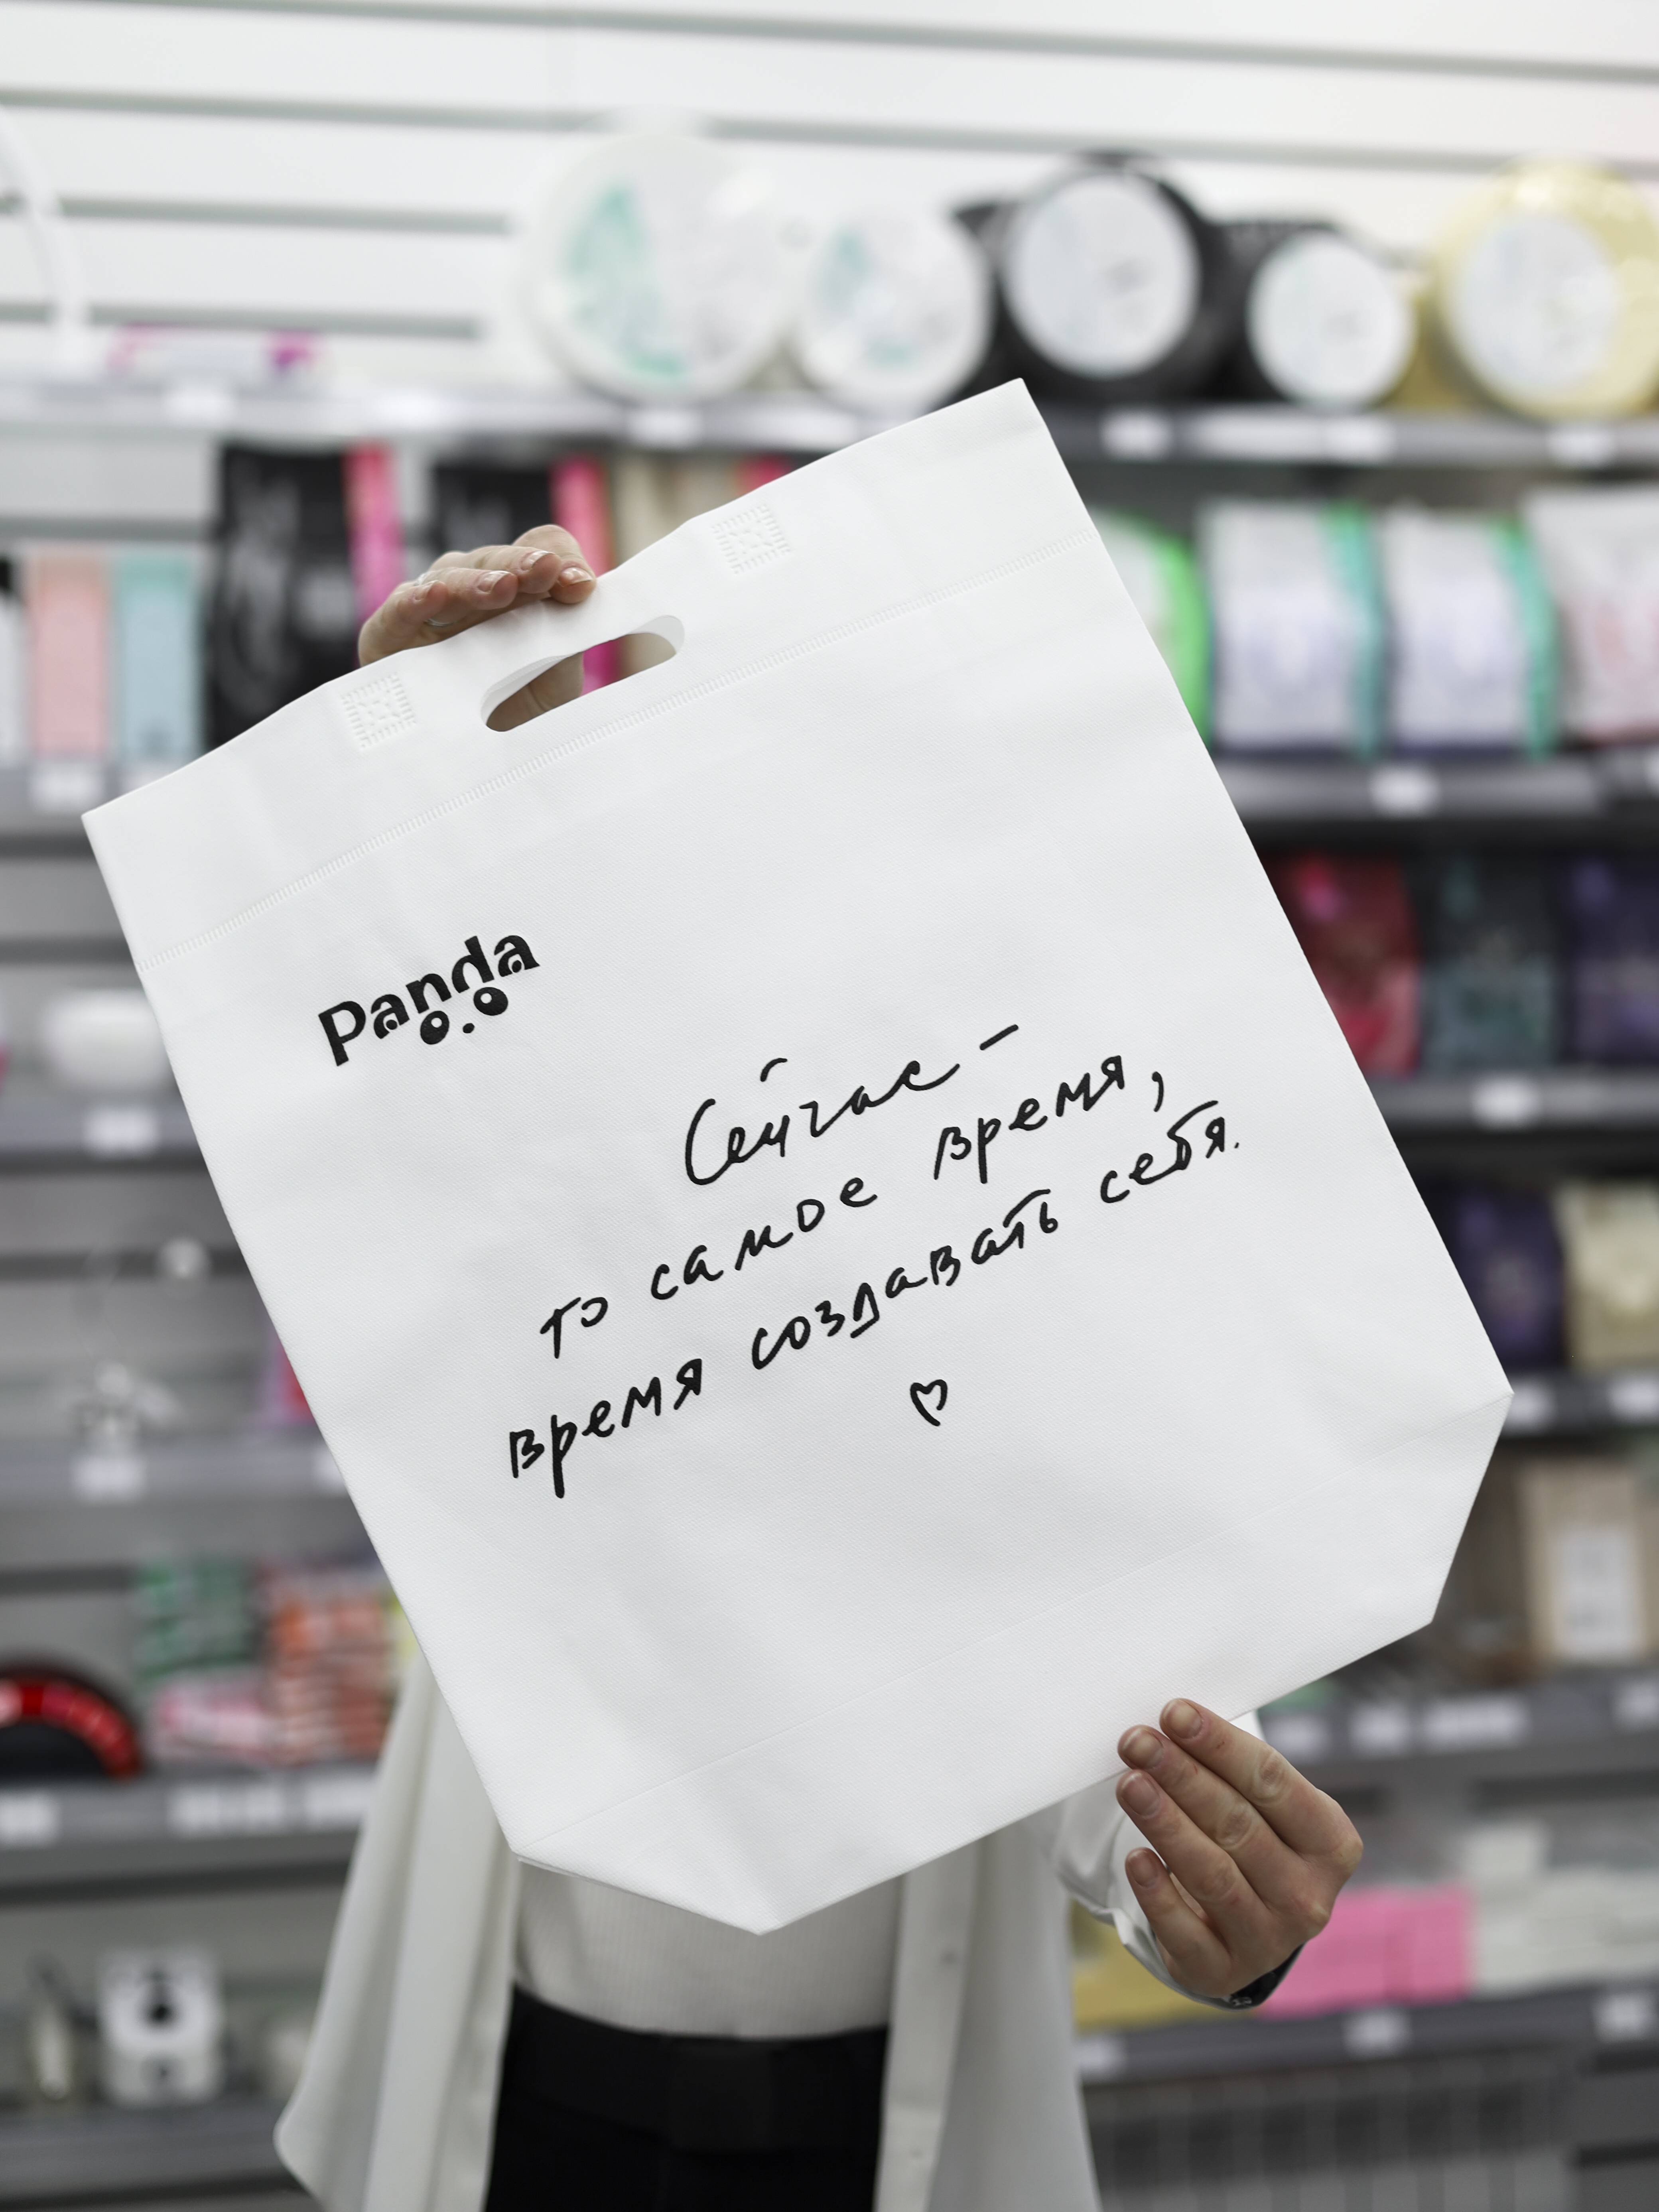 Panda
Сейчас –
то самое время,
время создавать себя.